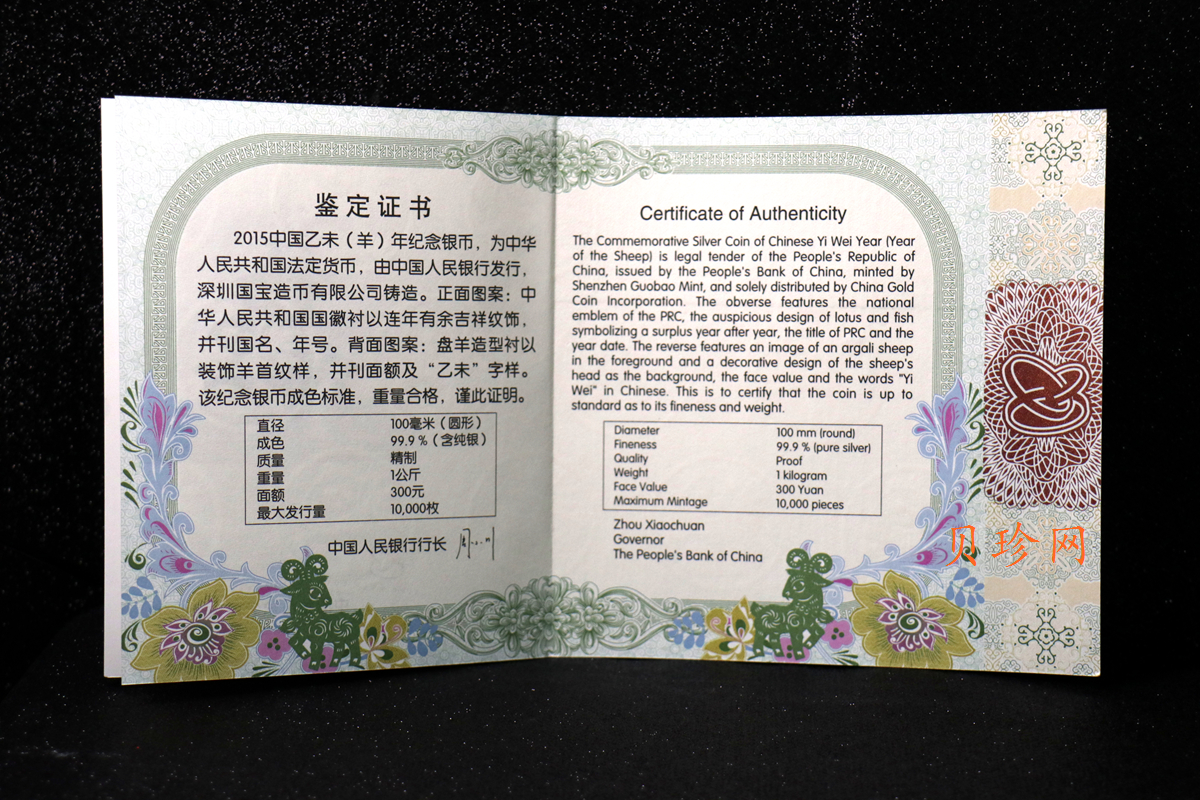 鉴定证书
2015中国乙未（羊）年纪念银币，为中华
人民共和国法定货币，由中国人民银行发行，
深圳国宝造币有限公司铸造。正面图案：中
华人民共和国国徽衬以连年有余吉祥纹饰，
并刊国名、年号。背面图案：盘羊造型衬以
装饰羊首纹样，并刊面额及“乙未”字样。
该纪念银币成色标准，重量合格，谨此证明。
直径 100毫米（圆形）
成色 99.9％（含纯银）
质量 精制
重量 1公斤
面额 300元
最大发行量 10,000枚
中国人民银行行长
Certificate of Authenticity
The Commemorative Silver Coin of Chinese Yi Wei Year (Year
of the Sheep) is legal tender of the People's Republic of
China, issued by the People's Bank of China, minted by
Shenzhen Guobao Mint, and solely distributed by China Gold
Coin Incorporation. The obverse features the national
emblem of the PRC, the auspicious design of lotus and fish
symbolizing a surplus year after year, the title of PRC and the
year date. The reverse features an image of an argali sheep
in the foreground and a decorative design of the sheep's
head as the background, the face value and the words "Yi
Wei" in Chinese. This is to certify that the coin is up to
standard as to its fineness and weight.
Diameter 100 mm (round)
Fineness 99.9 % (pure silver)
Quality Proof
Weight 1 kilogram
Face Value 300 Yuan
Maximum Mintage 10,000 pieces
Zhou Xiaochuan
Governor
The People's Bank of China
贝珍网